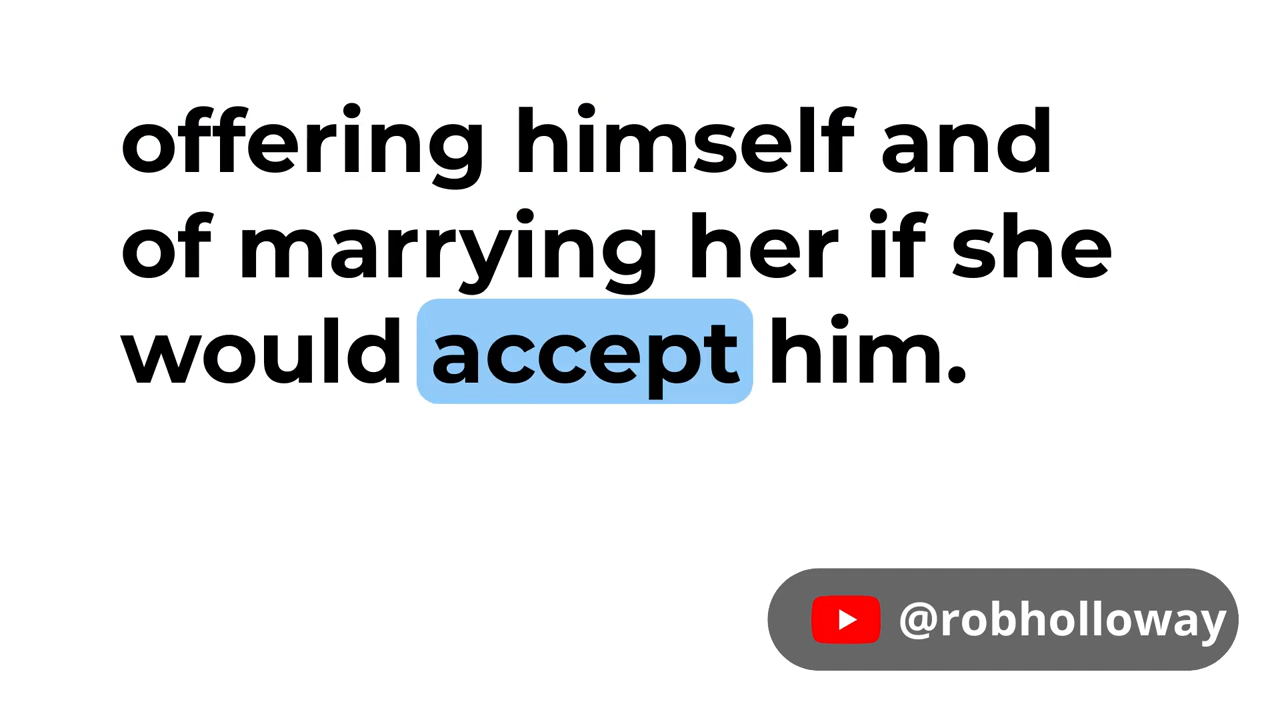 offering himself and
of marrying her if she
would accept him.
@robholloway